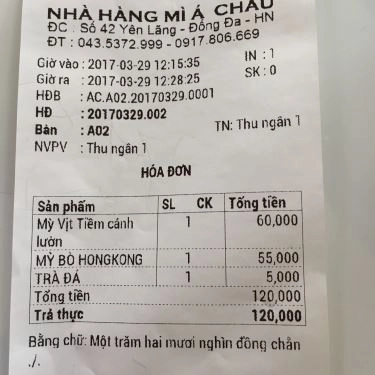 NHÀ HÀNG MÌ Á CHÂU
ĐC : Số 42 Yên Lãng - Đống Đa - HN
ĐT : 043.5372.999 - 0917.806.669
Giờ vào : 2017-03-29 12:15:35 IN : 1
Giờ ra : 2017-03-29 12:28:25 SK : 0
HĐB : AC.A02.20170329.0001
HĐ : 20170329.002
Bàn : A02 TN: Thu ngân 1
NVPV : Thu ngân 1
HÓA ĐƠN
Sản phẩm SL CK Tổng tiền
Mỳ Vịt Tiềm cánh 1 60,000
lườn
MỲ BÒ HONGKONG 1 55,000
TRÀ ĐÁ 1 5,000
Tổng tiền 120,000
Trả thực 120,000
Bằng chữ: Một trăm hai mươi nghìn đồng chẵn
./.